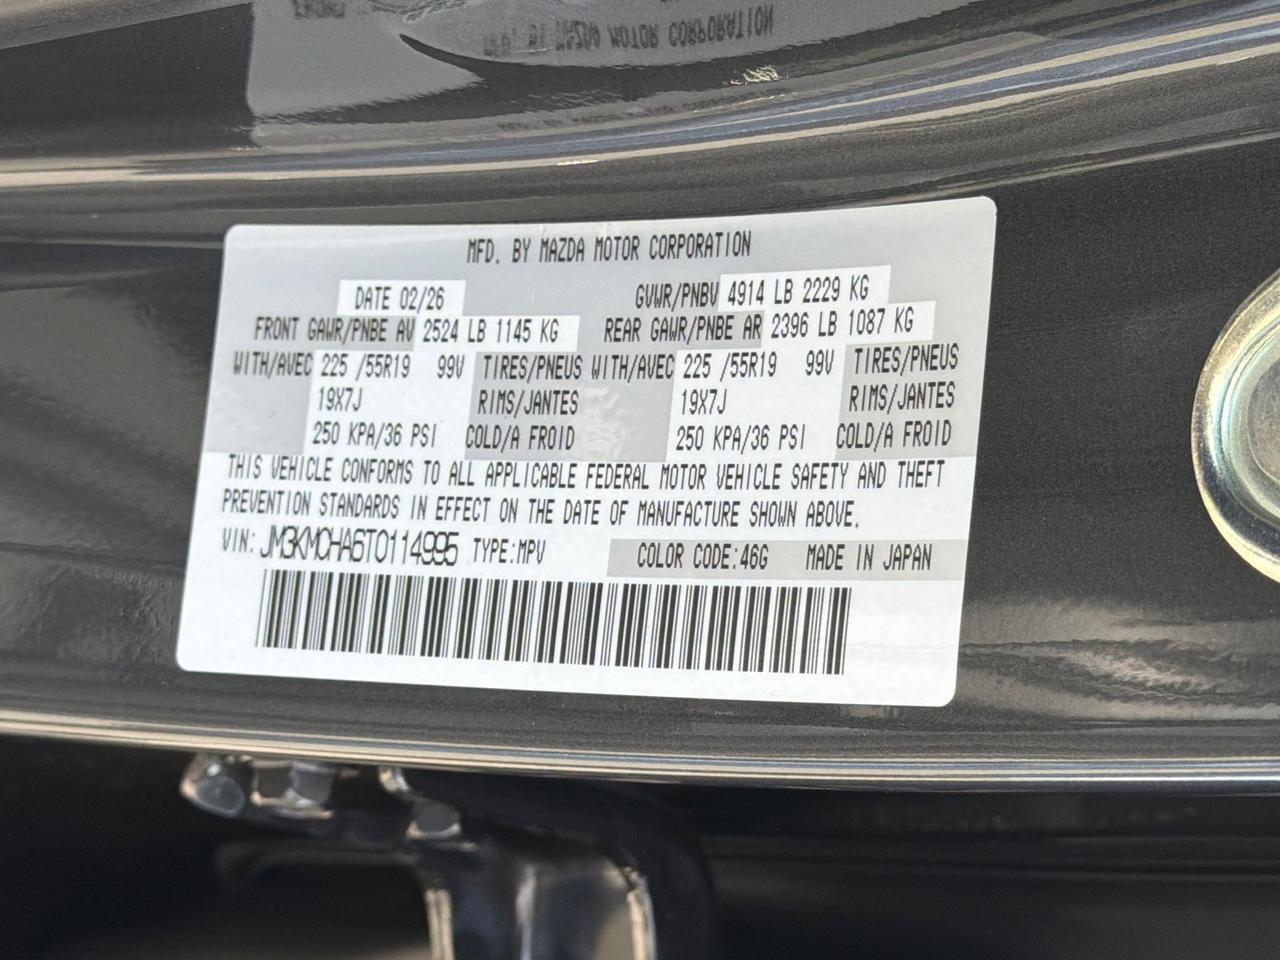 MFD. BY MAZDA MOTOR CORPORATION
DATE 02/26 GVWR/PNBV 4914 LB 2229 KG
FRONT GAWR/PNBE AV 2524 LB 1145 KG REAR GAWR/PNBE AR 2396 LB 1087 KG
WITH/AVEC 225 /55R19 99V TIRES/PNEUS WITH/AVEC 225 /55R19 99V TIRES/PNEUS
19X7J RIMS/JANTES 19X7J RIMS/JANTES
250 KPA/36 PSI COLD/A FROID 250 KPA/36 PSI COLD/A FROID
THIS VEHICLE CONFORMS TO ALL APPLICABLE FEDERAL MOTOR VEHICLE SAFETY AND THEFT
PREVENTION STANDARDS IN EFFECT ON THE DATE OF MANUFACTURE SHOWN ABOVE.
VIN: JM3KMCHA6T0114995 TYPE:MPV COLOR CODE:46G MADE IN JAPAN